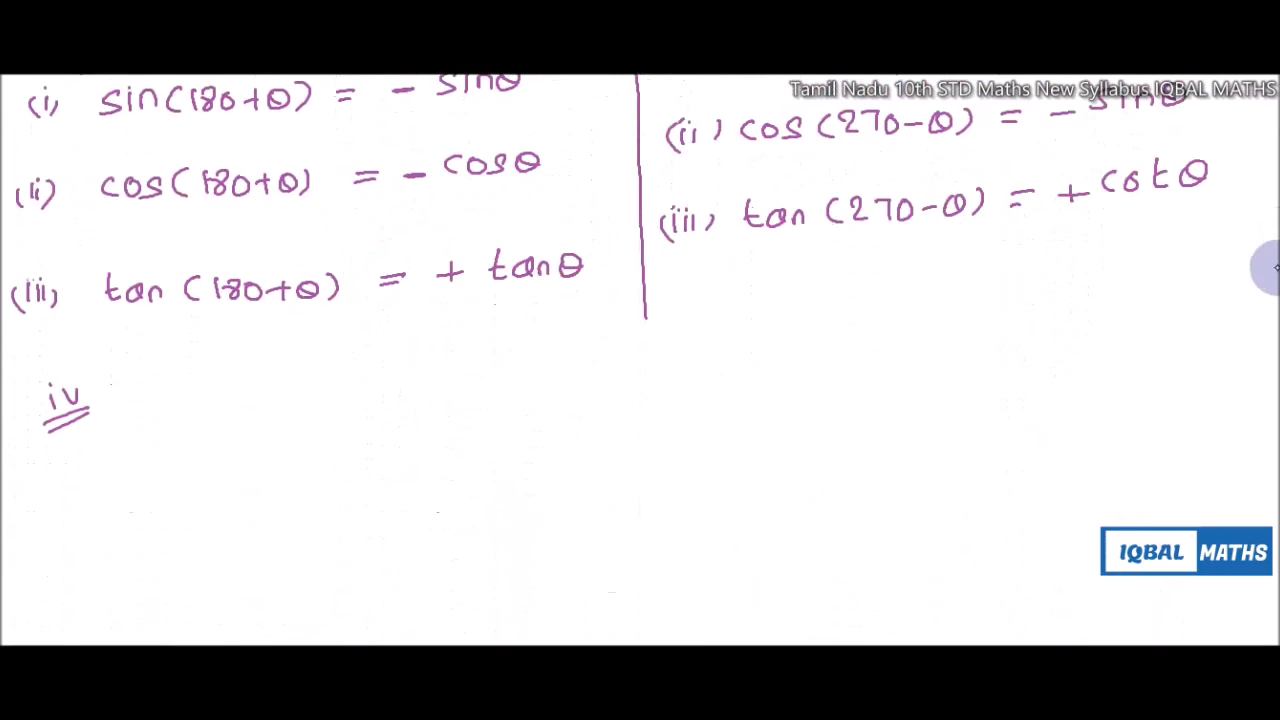 Tamil Nadu 10th STD Maths New Syllabus IQBAL MATHS
(i) sin(180+θ) = - sinθ
(ii) cos(180+θ) = - cosθ
(iii) tan(180+θ) = + tanθ
iv
(ii) cos(270-θ) = - sinθ
(iii) tan(270-θ) = + cotθ
IQBAL MATHS